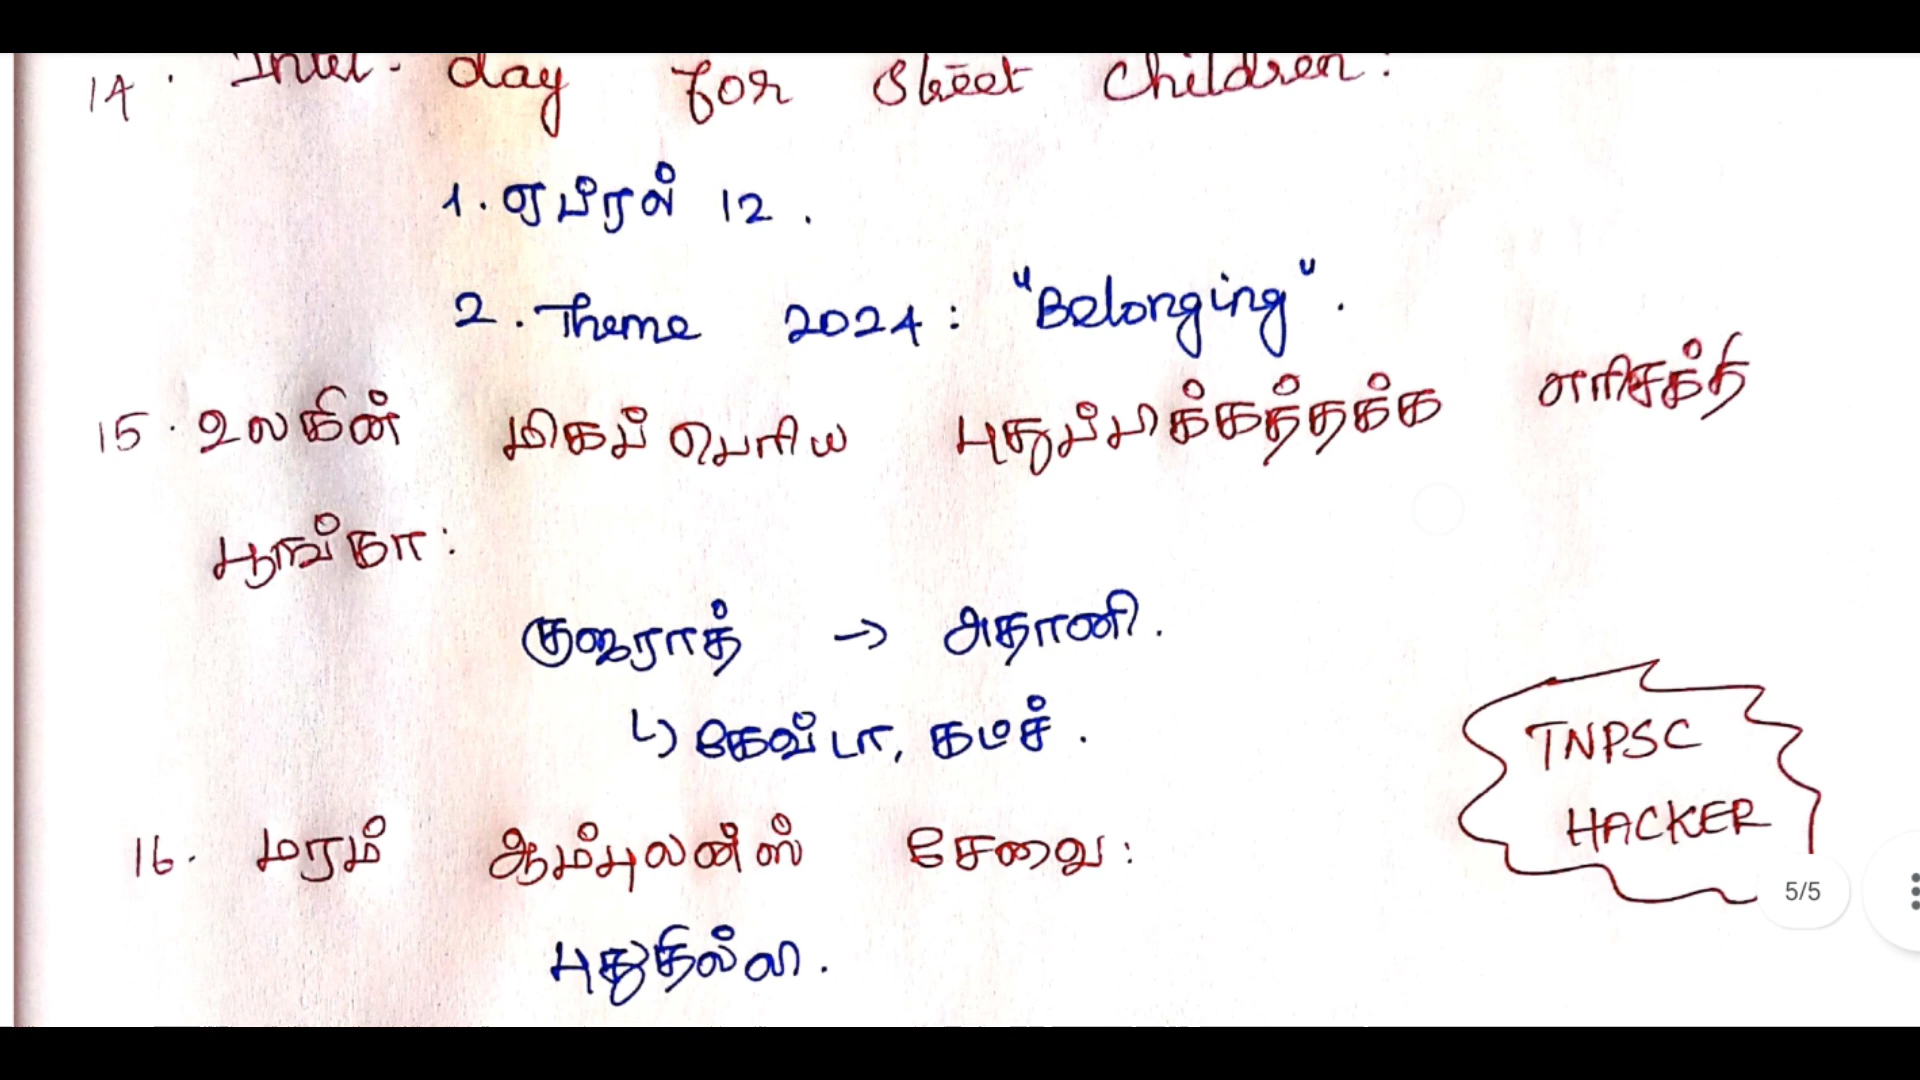 14. Inter. day for Street Children:
1. ஏப்ரல் 12.
2. Theme 2024: "Belonging".
15. உலகின் மிகப்பெரிய புதுப்பிக்கத்தக்க எரிசக்தி
பூங்கா:
குஜராத் → அதானி.
↳ கேவ்டா, கட்ச்.
TNPSC
HACKER
5/5
16. மரம் ஆம்புலன்ஸ் சேவை:
புதுதில்லி.